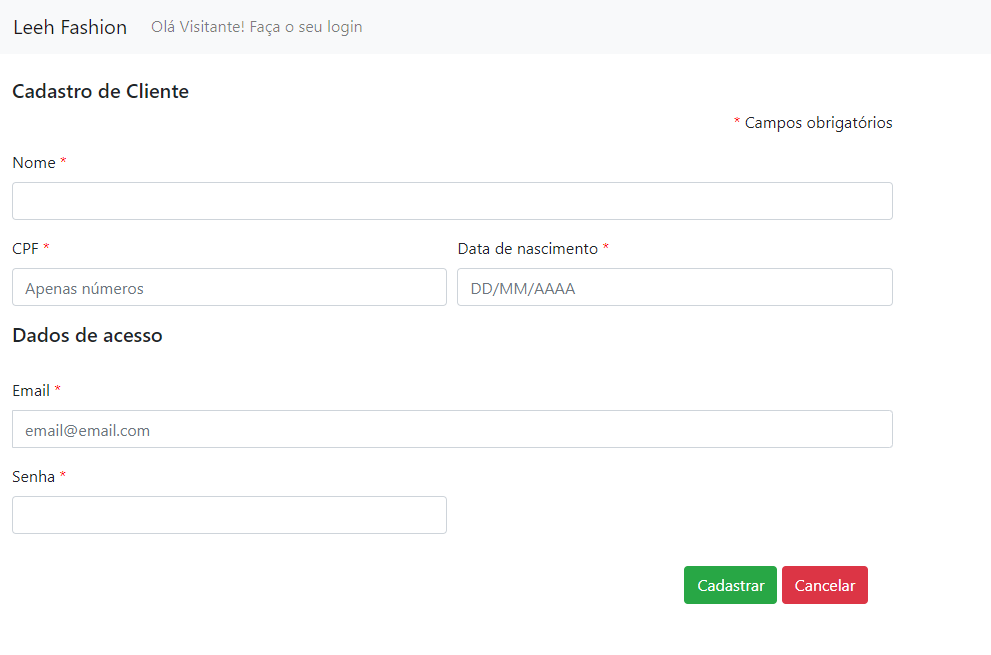 Leeh Fashion Olá Visitante! Faça o seu login
Cadastro de Cliente
* Campos obrigatórios
Nome *
CPF * Data de nascimento *
Apenas números DD/MM/AAAA
Dados de acesso
Email *
email@email.com
Senha *
Cadastrar Cancelar